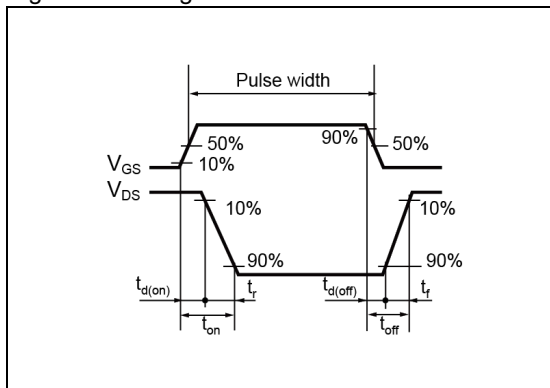 Pulse width
50%
90%
50%
V_GS
10%
V_DS
10%
10%
90%
90%
t_d(on)
t_r
t_d(off)
t_f
t_on
t_off